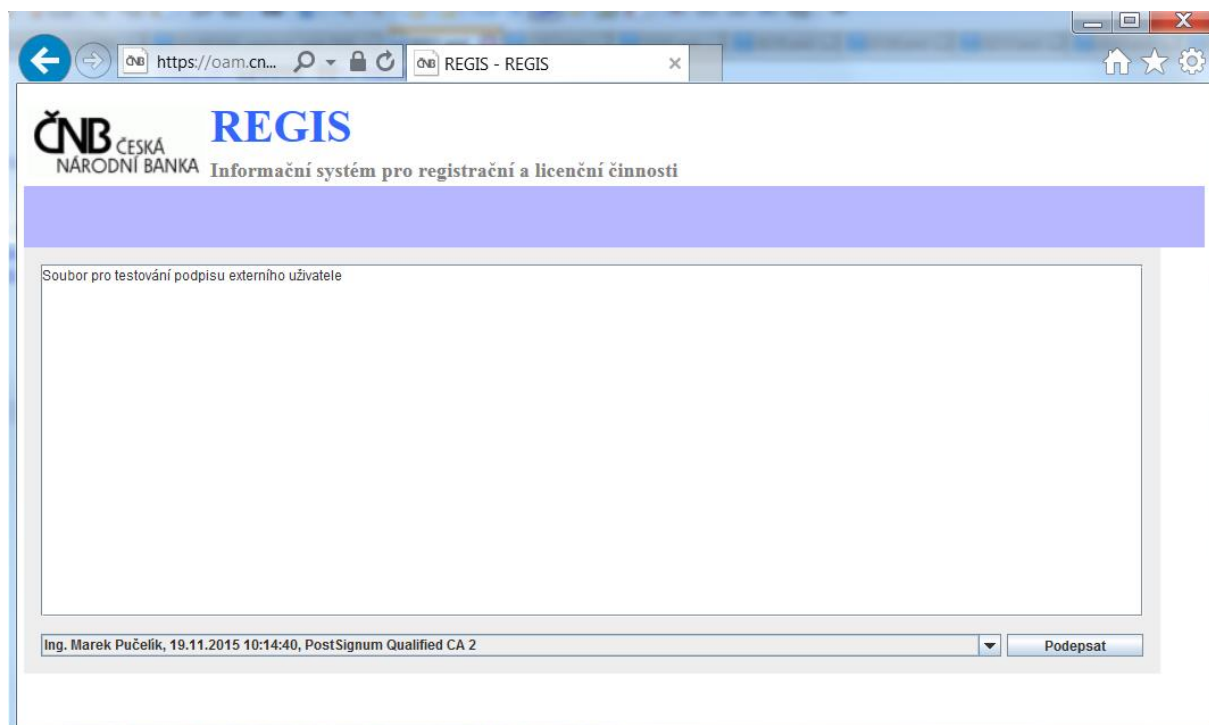 https://oam.cn...
REGIS - REGIS
ČNB ČESKÁ
NÁRODNÍ BANKA
REGIS
Informační systém pro registrační a licenční činnosti
Soubor pro testování podpisu externího uživatele
Ing. Marek Pučelík, 19.11.2015 10:14:40, PostSignum Qualified CA 2
Podepsat